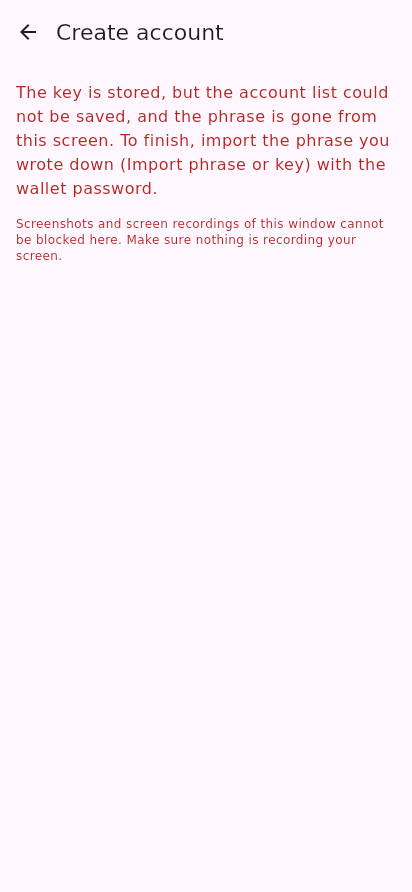 Create account
The key is stored, but the account list could
not be saved, and the phrase is gone from
this screen. To finish, import the phrase you
wrote down (Import phrase or key) with the
wallet password.
Screenshots and screen recordings of this window cannot
be blocked here. Make sure nothing is recording your
screen.